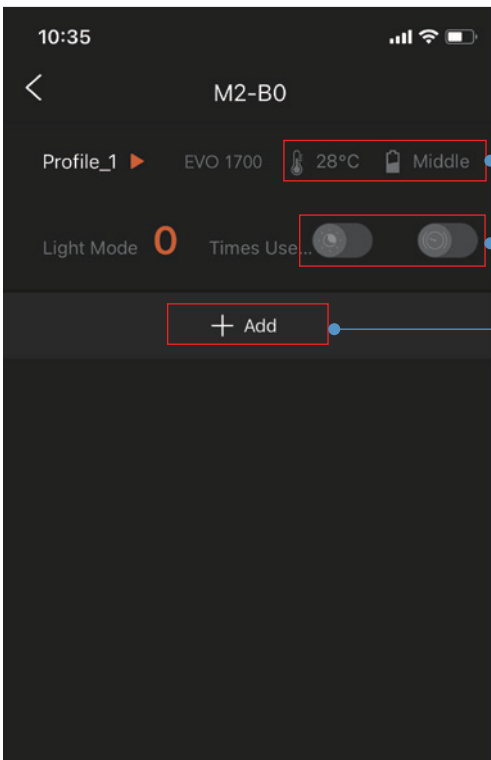 10:35
M2-B0
Profile_1 EVO 1700 28°C Middle
Light Mode 0 Times Use...
+ Add